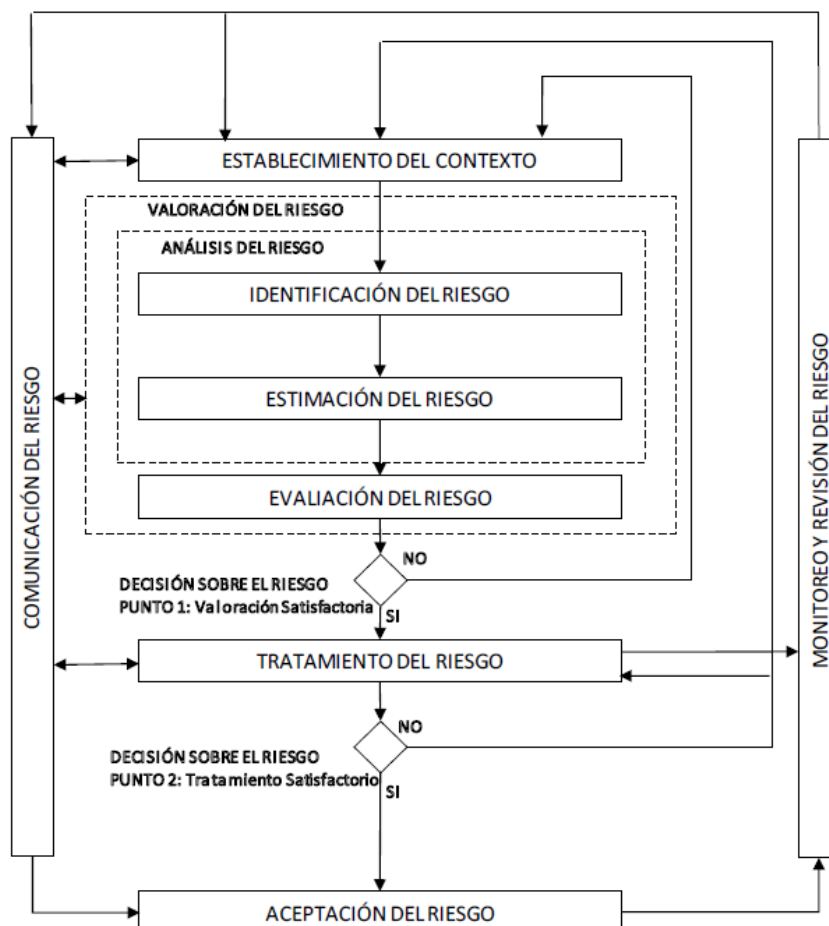 ESTABLECIMIENTO DEL CONTEXTO
VALORACIÓN DEL RIESGO
ANÁLISIS DEL RIESGO
IDENTIFICACIÓN DEL RIESGO
ESTIMACIÓN DEL RIESGO
EVALIACIÓN DEL RIESGO
NO
DECISIÓN SOBRE EL RIESGO
PUNTO 1: Valoración Satisfactoria
SI
TRATAMIENTO DEL RIESGO
NO
DECISIÓN SOBRE EL RIESGO
PUNTO 2: Tratamiento Satisfactorio
SI
ACEPTACIÓN DEL RIESGO
COMUNICACIÓN DEL RIESGO
MONITOREO Y REVISIÓN DEL RIESGO